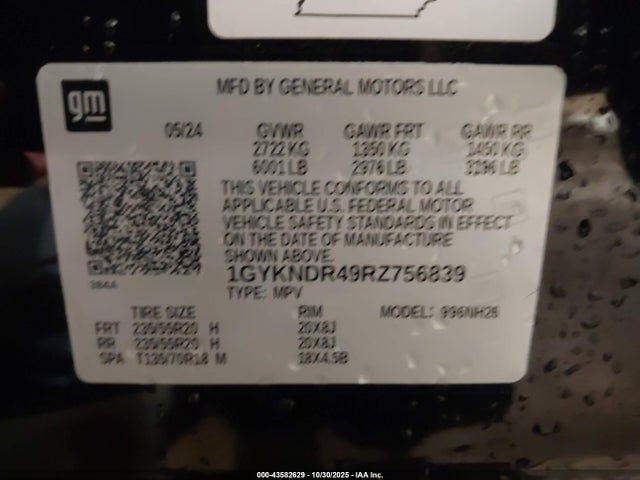 gm
MFD BY GENERAL MOTORS LLC
05/24 GVWR GAWR FRT GAWR RR
2722 KG 1350 KG 1450 KG
6001 LB 2976 LB 3296 LB
THIS VEHICLE CONFORMS TO ALL
APPLICABLE U.S. FEDERAL MOTOR
VEHICLE SAFETY STANDARDS IN EFFECT
ON THE DATE OF MANUFACTURE
SHOWN ABOVE.
1GYKNDR49RZ756839
384A
TYPE: MPV
TIRE SIZE RIM MODEL: 996NH26
FRT 235/55R20 H 20X8J
RR 235/55R20 H 20X8J
SPA T135/70R18 M 18X4.5B
000-43582629 - 10/30/2025 - IAA Inc.